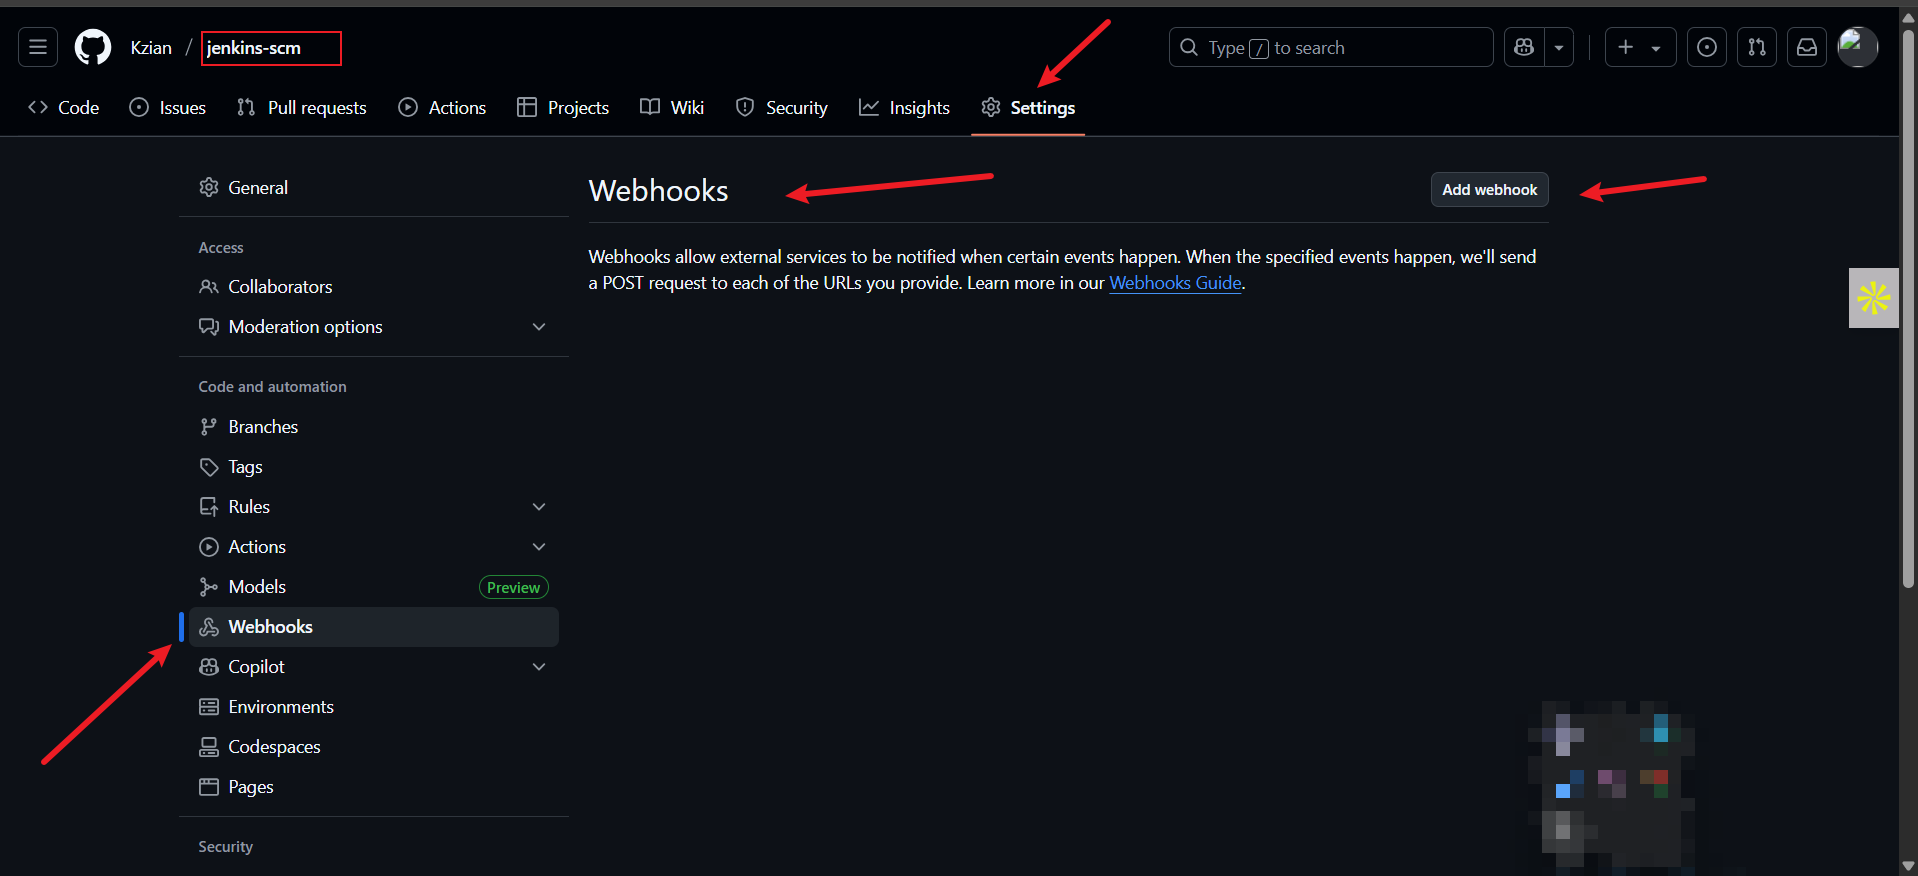 Kzian / jenkins-scm
Type / to search
Code Issues Pull requests Actions Projects Wiki Security Insights Settings
General
Access
Collaborators
Moderation options
Code and automation
Branches
Tags
Rules
Actions
Models Preview
Webhooks
Copilot
Environments
Codespaces
Pages
Security
Webhooks
Add webhook
Webhooks allow external services to be notified when certain events happen. When the specified events happen, we'll send
a POST request to each of the URLs you provide. Learn more in our Webhooks Guide.